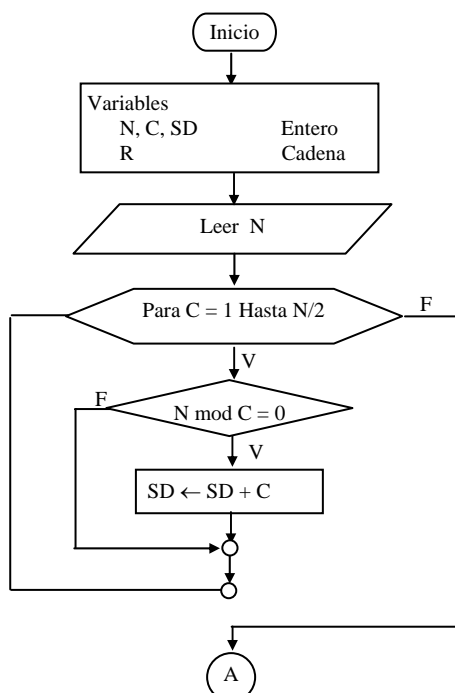 Inicio
Variables
N, C, SD Entero
R Cadena
Leer N
Para C = 1 Hasta N/2
F
V
F
N mod C = 0
V
SD ← SD + C
A